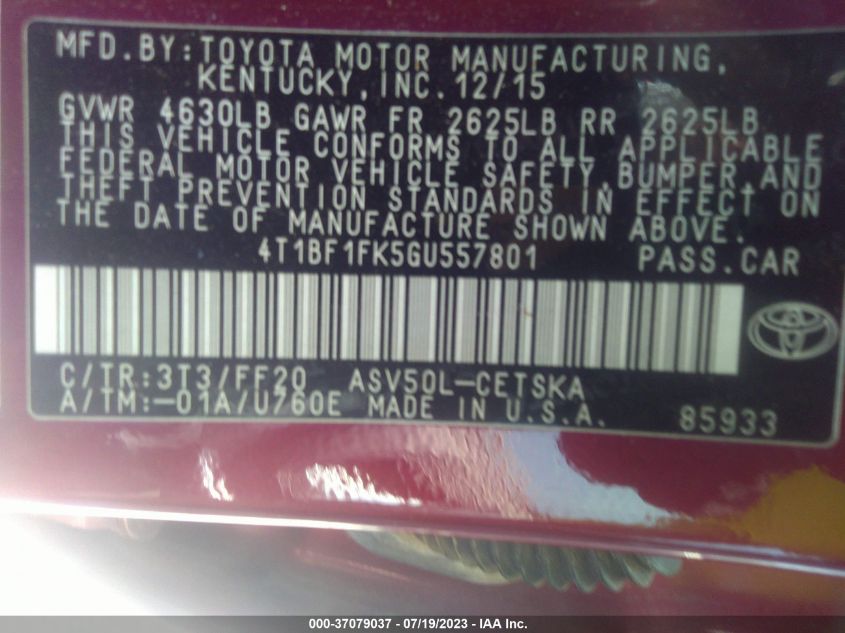 MFD.BY:TOYOTA MOTOR MANUFACTURING,
KENTUCKY,INC.12/15
GVWR 4630LB GAWR FR 2625LB RR 2625LB
THIS VEHICLE CONFORMS TO ALL APPLICABLE
FEDERAL MOTOR VEHICLE SAFETY,BUMPER,AND
THEFT PREVENTION STANDARDS IN EFFECT ON
THE DATE OF MANUFACTURE SHOWN ABOVE.
4T1BF1FK5GU557801 PASS.CAR
C/TR:3T3/FF20 ASV50L-CETSKA
A/TM:-01A/U760E MADE IN U.S.A. 85933
000-37079037 - 07/19/2023 - IAA Inc.